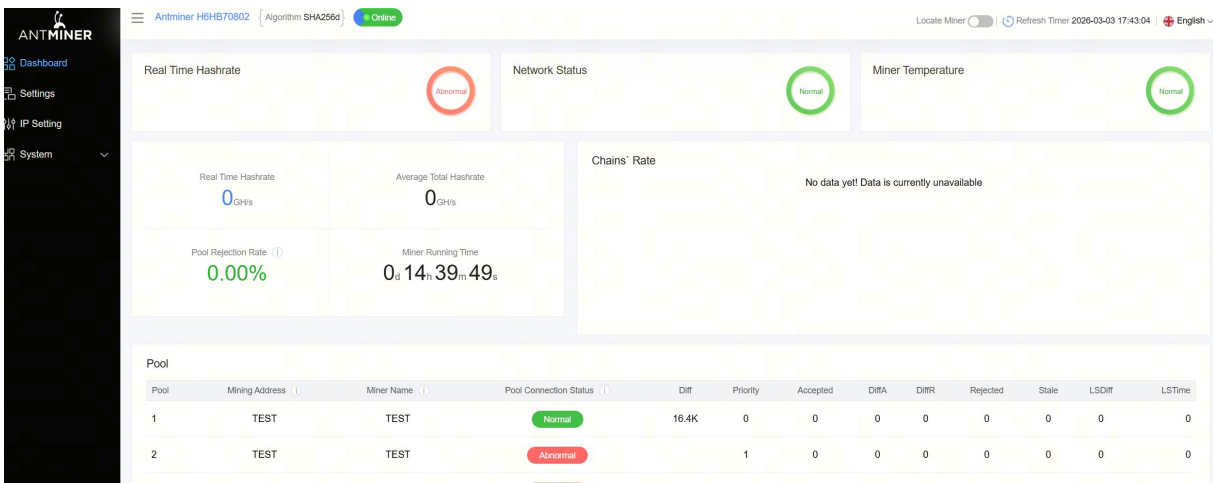 ANTMINER
Antminer H6HB70802 { Algorithm SHA256d } Online
Locate Miner Refresh Timer 2026-03-03 17:43:04 English
Dashboard
Settings
IP Setting
System
Real Time Hashrate
Abnormal
Network Status
Normal
Miner Temperature
Normal
Real Time Hashrate
0GH/s
Average Total Hashrate
0GH/s
Pool Rejection Rate
0.00%
Miner Running Time
0d 14h 39m 49s
Chains` Rate
No data yet! Data is currently unavailable
Pool
Pool Mining Address Miner Name Pool Connection Status Diff Priority Accepted DiffA DiffR Rejected Stale LSDiff LSTime
1 TEST TEST Normal 16.4K 0 0 0 0 0 0 0 0
2 TEST TEST Abnormal 1 0 0 0 0 0 0 0